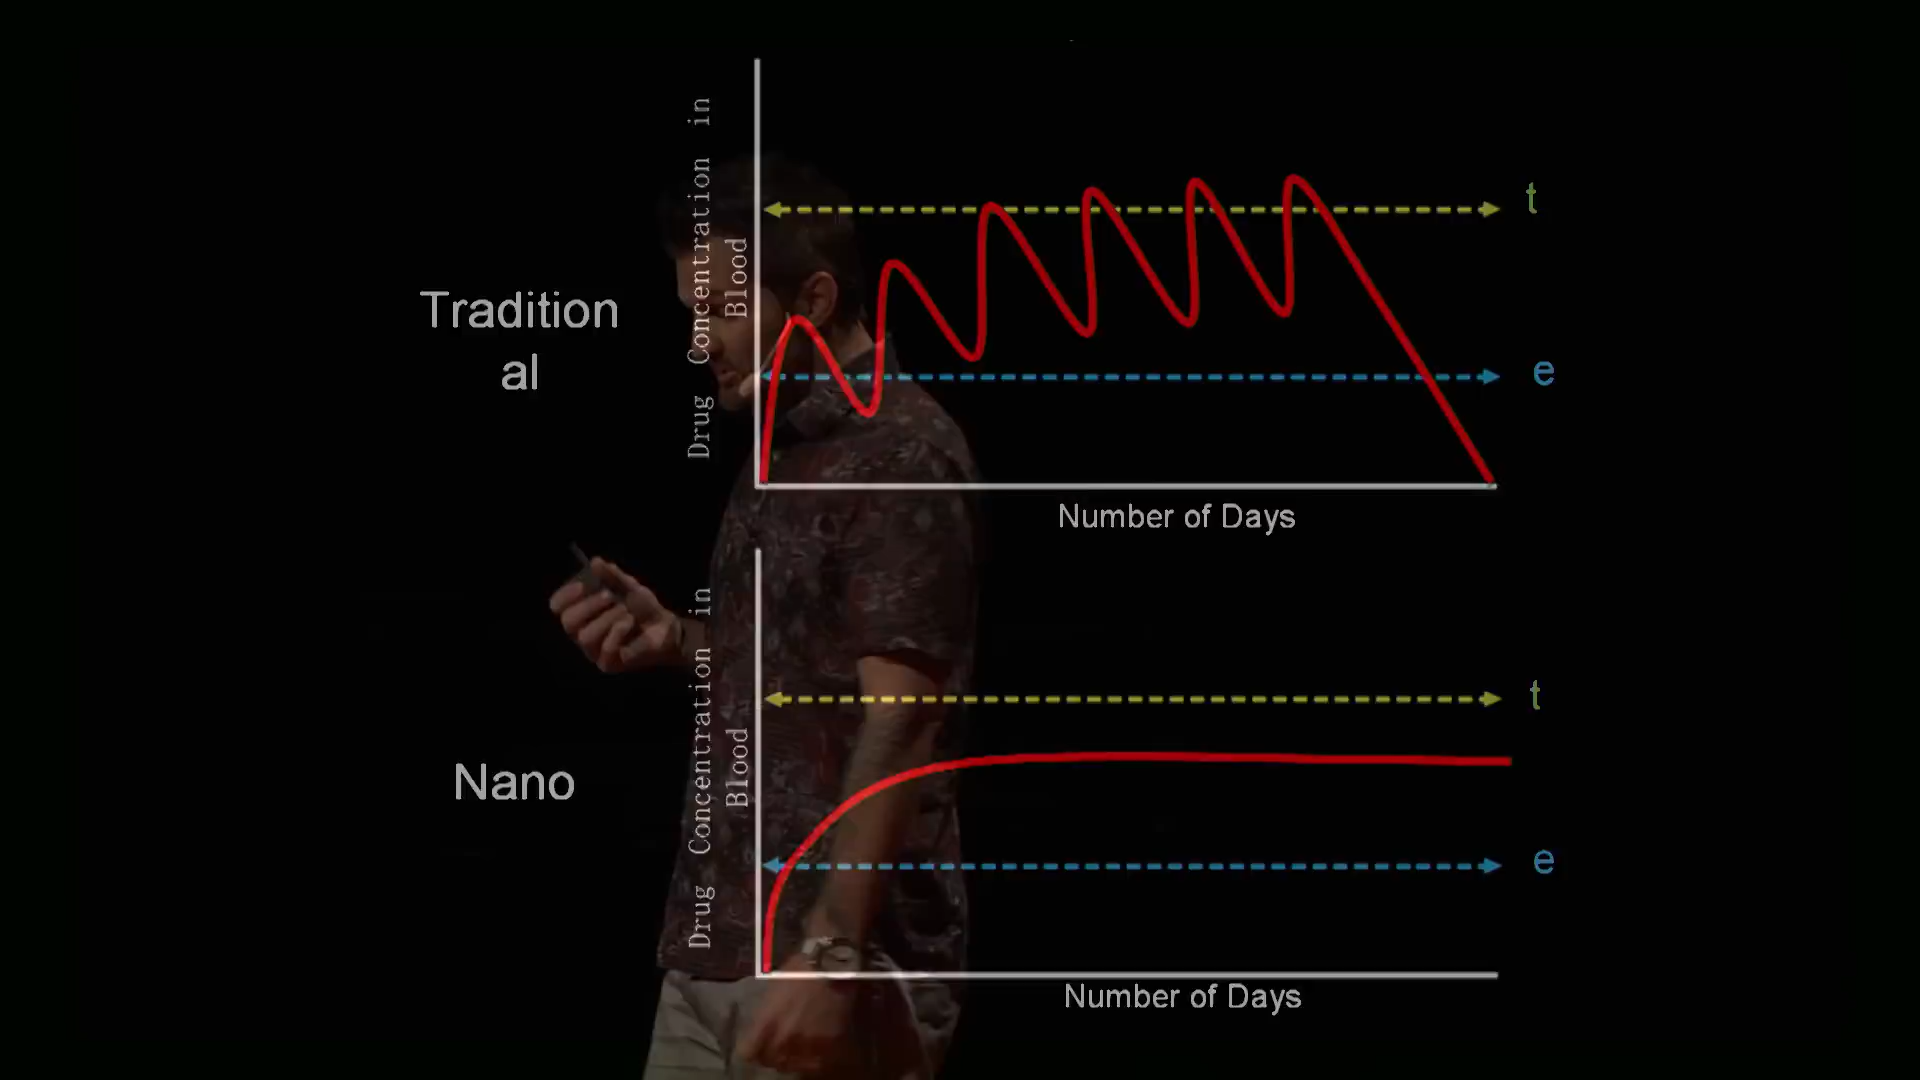 Drug Concentration in
Blood
Tradition
al
t
e
Number of Days
Drug Concentration in
Blood
Nano
t
e
Number of Days